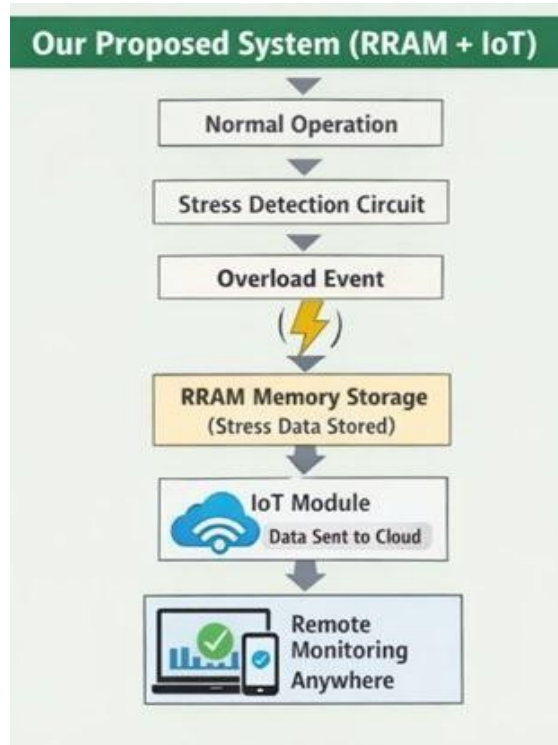 Our Proposed System (RRAM + IoT)
Normal Operation
Stress Detection Circuit
Overload Event
RRAM Memory Storage
(Stress Data Stored)
IoT Module
Data Sent to Cloud
Remote
Monitoring
Anywhere